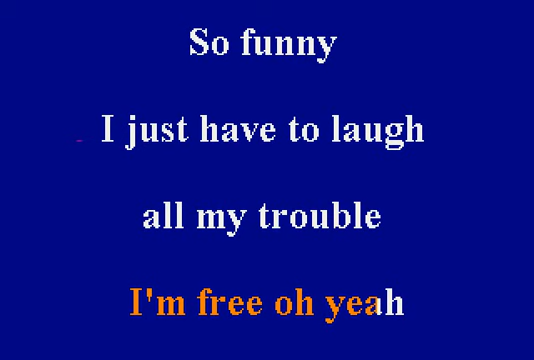 So funny
I just have to laugh
all my trouble
I'm free oh yeah